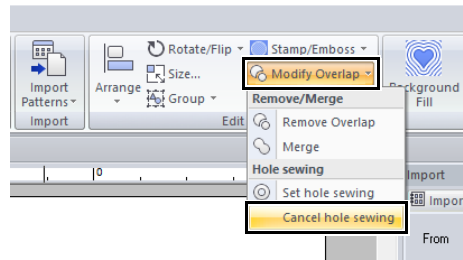 Import
Patterns
Import
Arrange
Rotate/Flip
Size...
Group
Edit
Stamp/Emboss
Modify Overlap
Remove/Merge
Remove Overlap
Merge
Hole sewing
Set hole sewing
Cancel hole sewing
Fill
0
Import
From